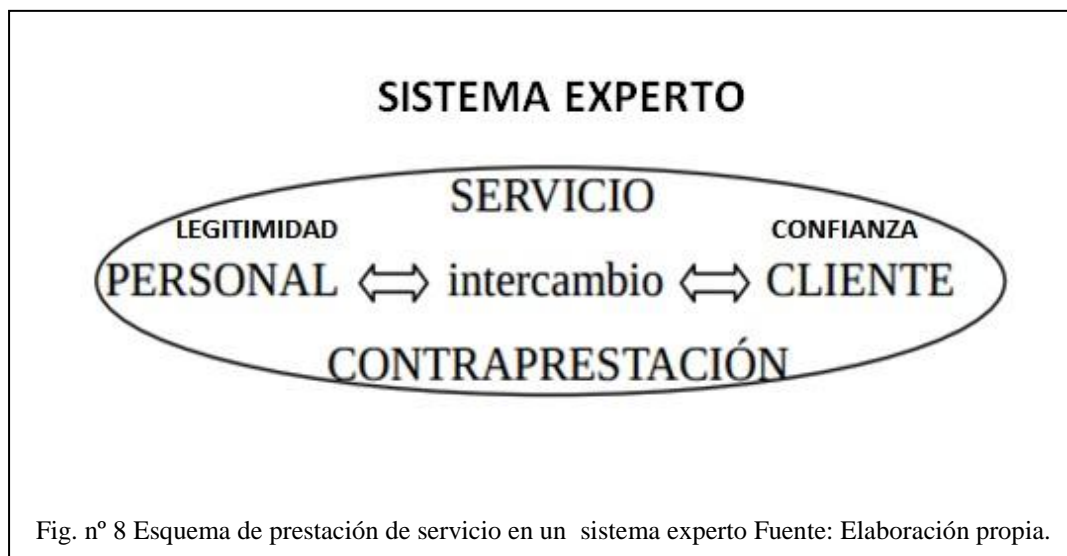 SISTEMA EXPERTO
SERVICIO
LEGITIMIDAD CONFIANZA
PERSONAL intercambio CLIENTE
CONTRAPRESTACIÓN
Fig. nº 8 Esquema de prestación de servicio en un sistema experto Fuente: Elaboración propia.